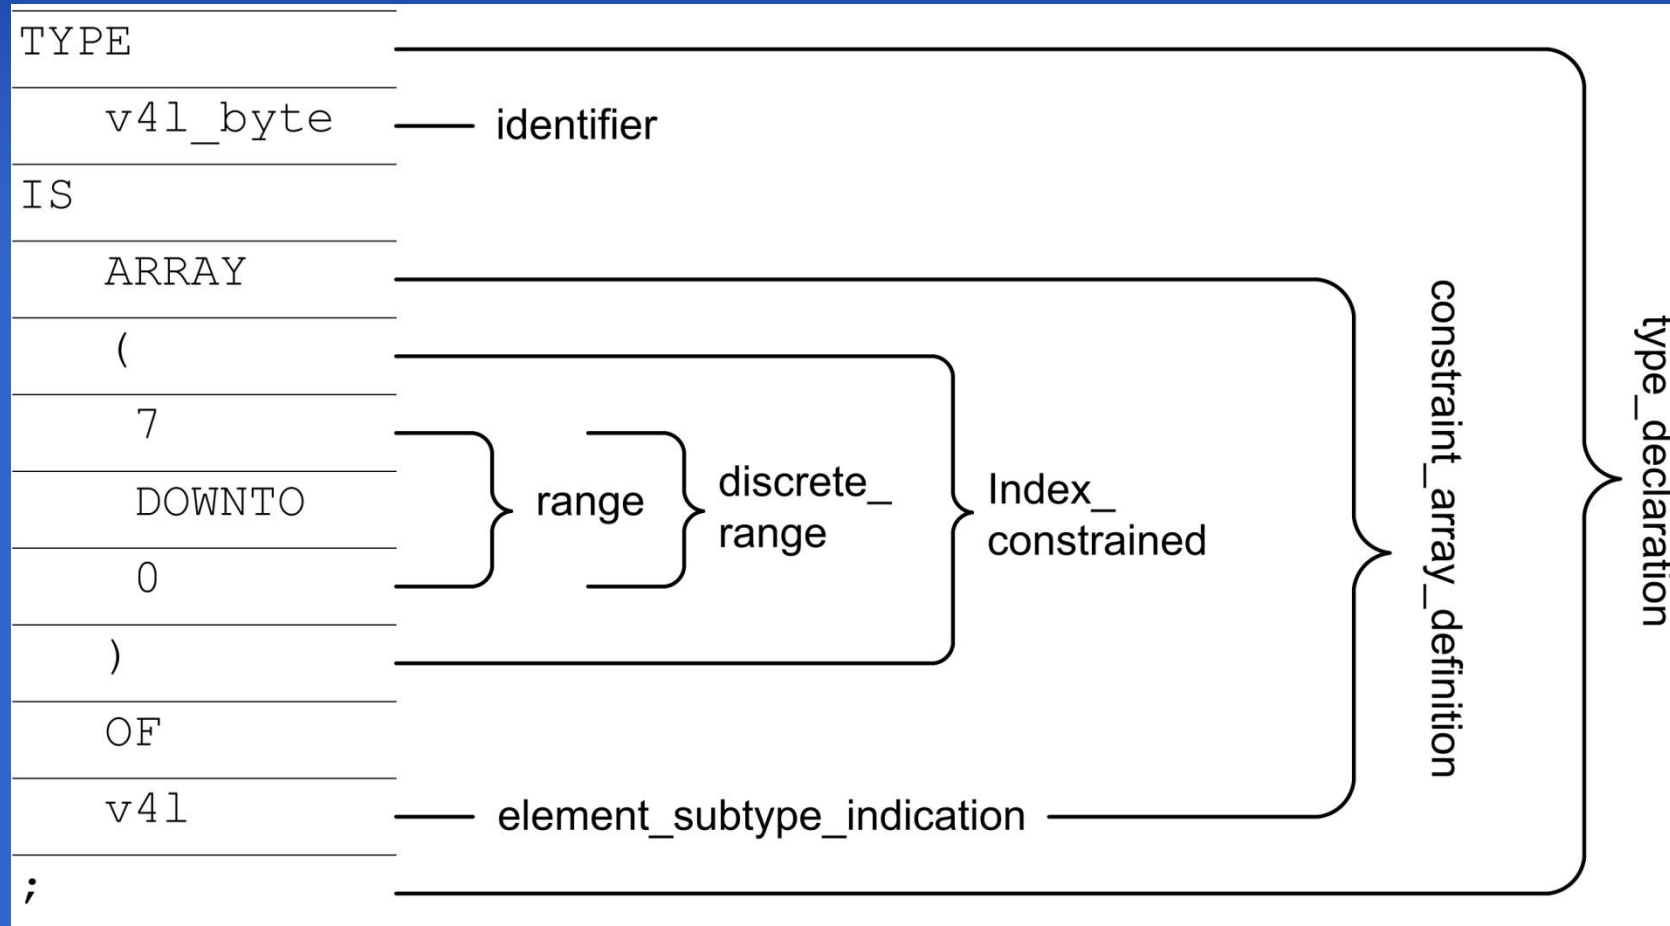 TYPE
v4l_byte
identifier
IS
ARRAY
(
7
DOWNTO
0
)
OF
v4l
;
range
discrete_
range
Index_
constrained
element_subtype_indication
constraint_array_definition
type_declaration